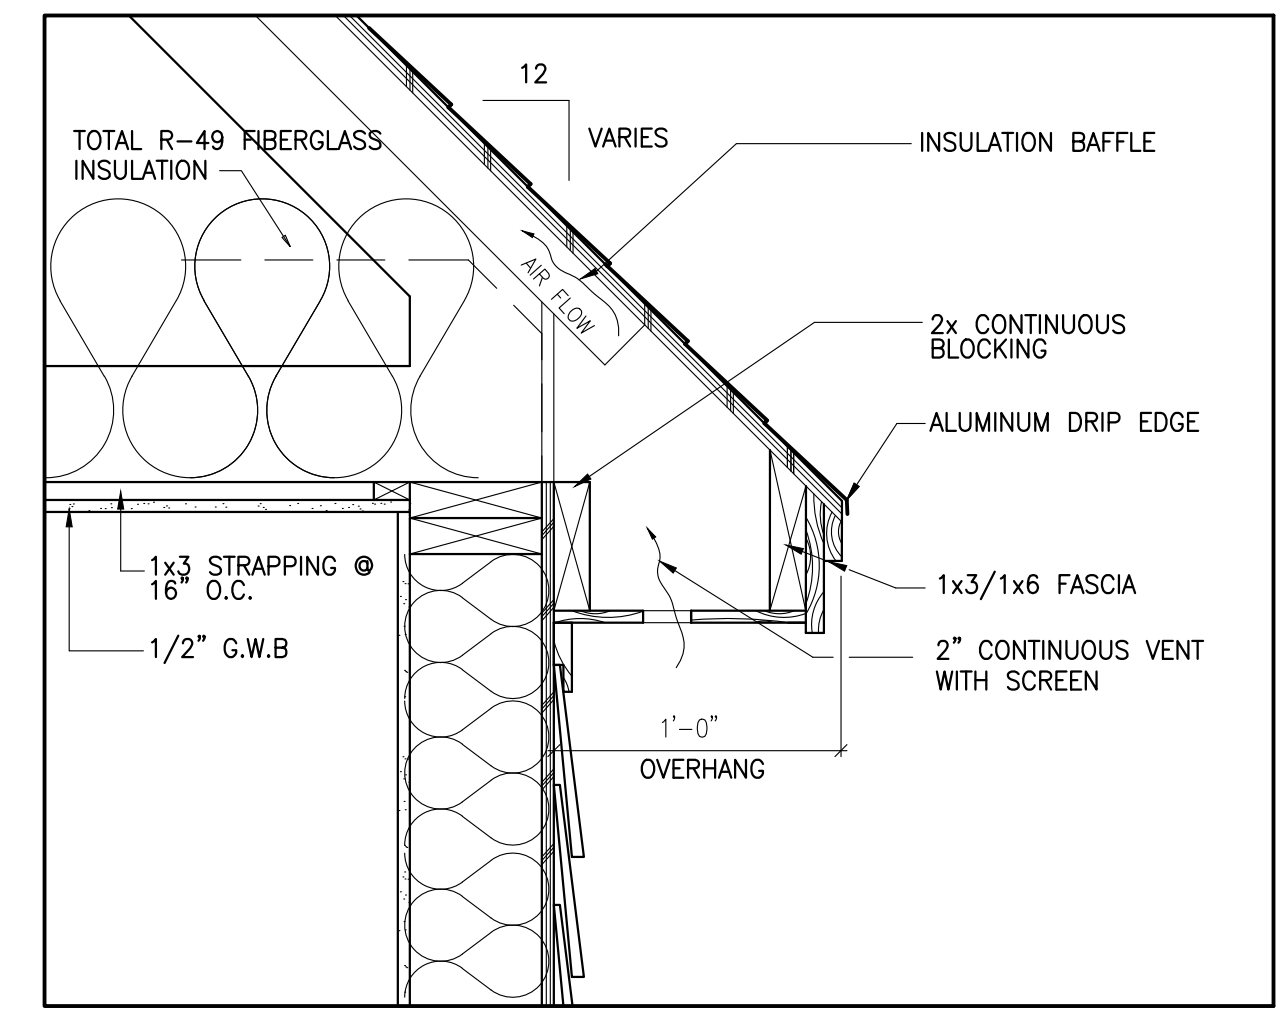 12
VARIES
TOTAL R-49 FIBERGLASS
INSULATION
INSULATION BAFFLE
AIR FLOW
2x CONTINUOUS
BLOCKING
ALUMINUM DRIP EDGE
1x3 STRAPPING @
16" O.C.
1x3/1x6 FASCIA
1/2" G.W.B
2" CONTINUOUS VENT
WITH SCREEN
1'-0"
OVERHANG